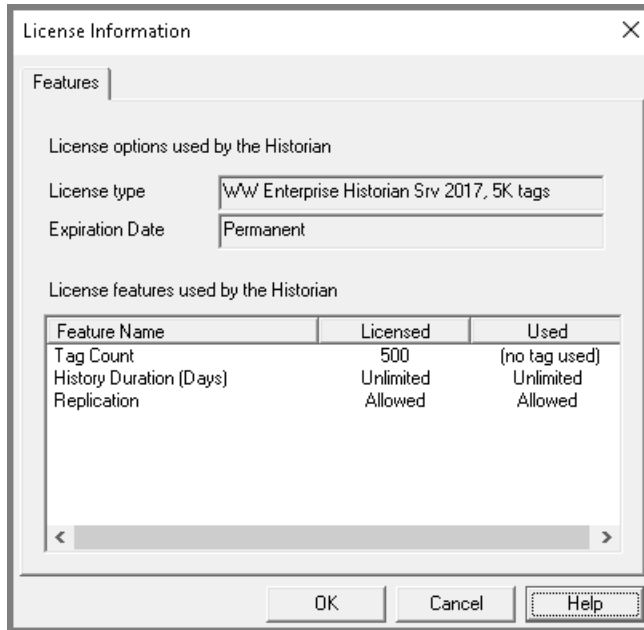 License Information
Features
License options used by the Historian
License type WW Enterprise Historian Srv 2017, 5K tags
Expiration Date Permanent
License features used by the Historian
Feature Name Licensed Used
Tag Count 500 (no tag used)
History Duration (Days) Unlimited Unlimited
Replication Allowed Allowed
OK Cancel Help